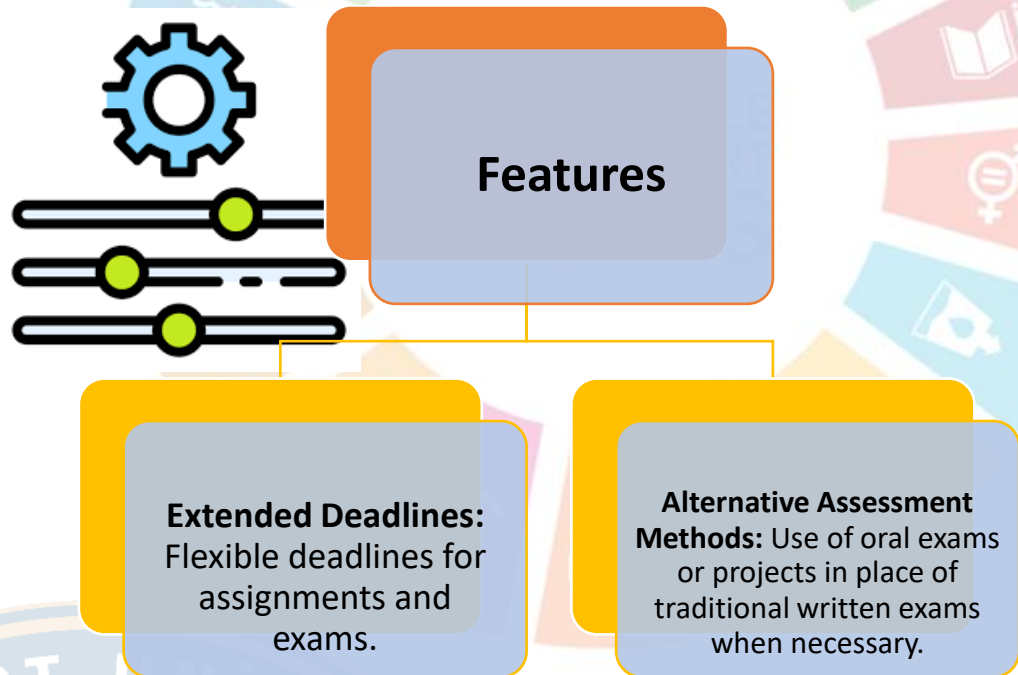 Features
Extended Deadlines:
Flexible deadlines for
assignments and
exams.
Alternative Assessment
Methods: Use of oral exams
or projects in place of
traditional written exams
when necessary.